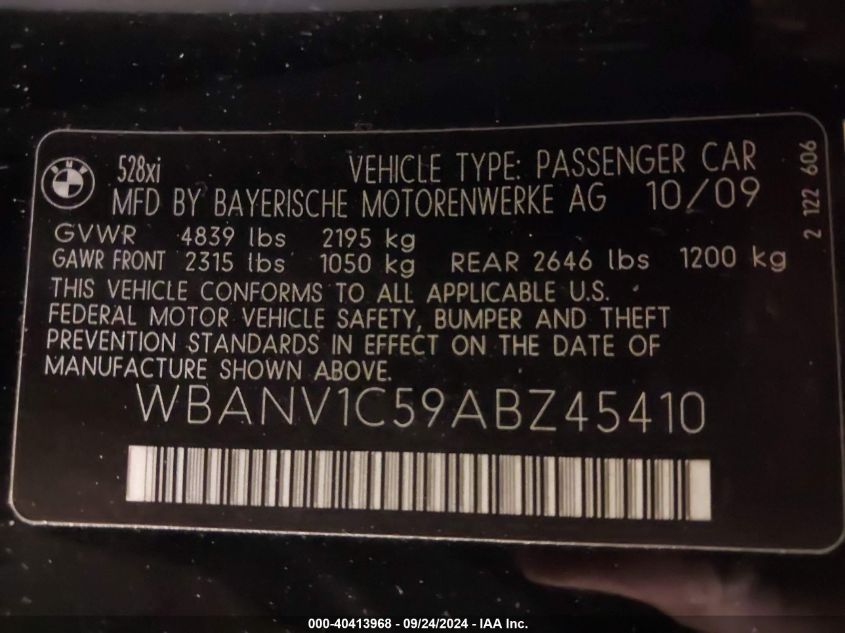 BMW
528xi VEHICLE TYPE: PASSENGER CAR
MFD BY BAYERISCHE MOTORENWERKE AG 10/09
GVWR 4839 lbs 2195 kg
GAWR FRONT 2315 lbs 1050 kg REAR 2646 lbs 1200 kg
THIS VEHICLE CONFORMS TO ALL APPLICABLE U.S.
FEDERAL MOTOR VEHICLE SAFETY, BUMPER AND THEFT
PREVENTION STANDARDS IN EFFECT ON THE DATE OF
MANUFACTURE SHOWN ABOVE.
WBANV1C59ABZ45410
2 122 606
000-40413968 - 09/24/2024 - IAA Inc.